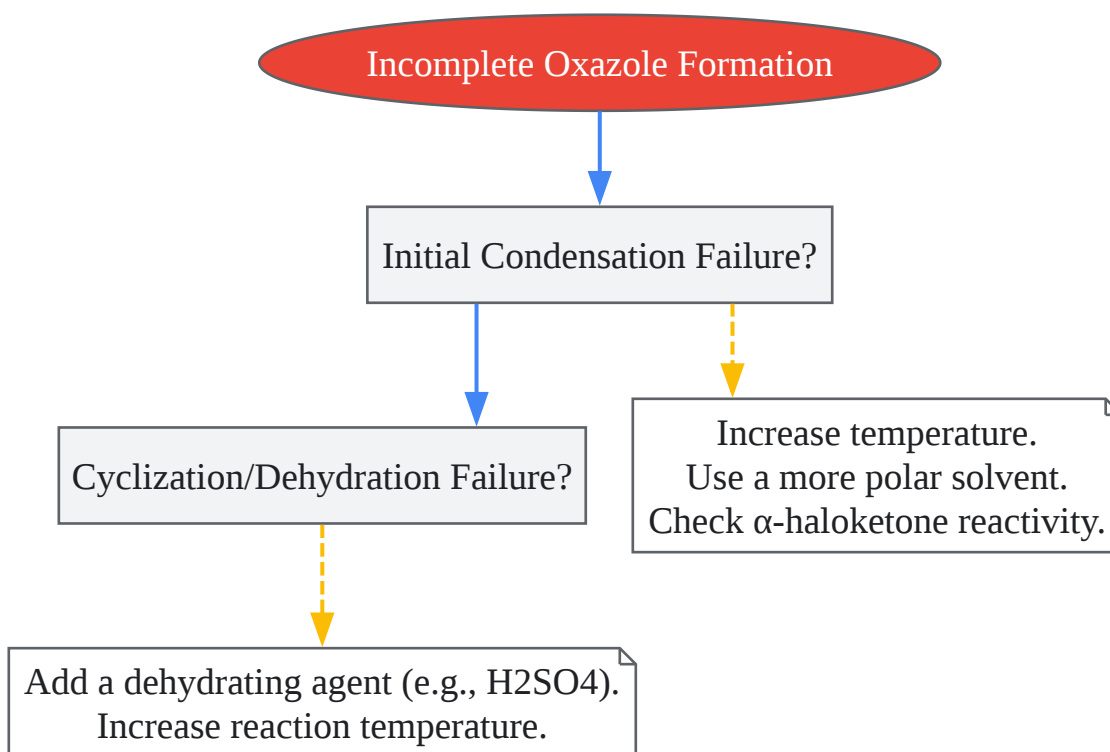 Incomplete Oxazole Formation
Initial Condensation Failure?
Increase temperature.
Use a more polar solvent.
Check α-haloketone reactivity.
Cyclization/Dehydration Failure?
Add a dehydrating agent (e.g., H2SO4).
Increase reaction temperature.